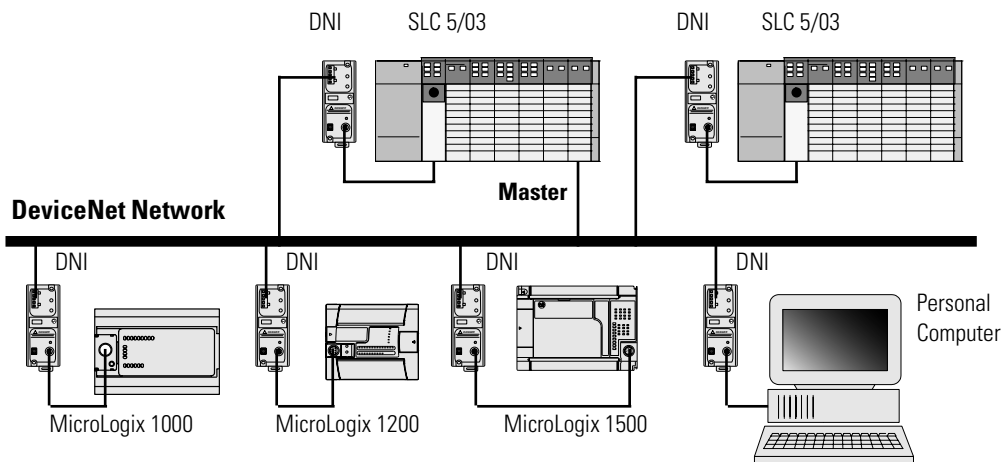 DNI
SLC 5/03
DNI
SLC 5/03
Master
DeviceNet Network
DNI
DNI
DNI
DNI
Personal
Computer
MicroLogix 1000
MicroLogix 1200
MicroLogix 1500